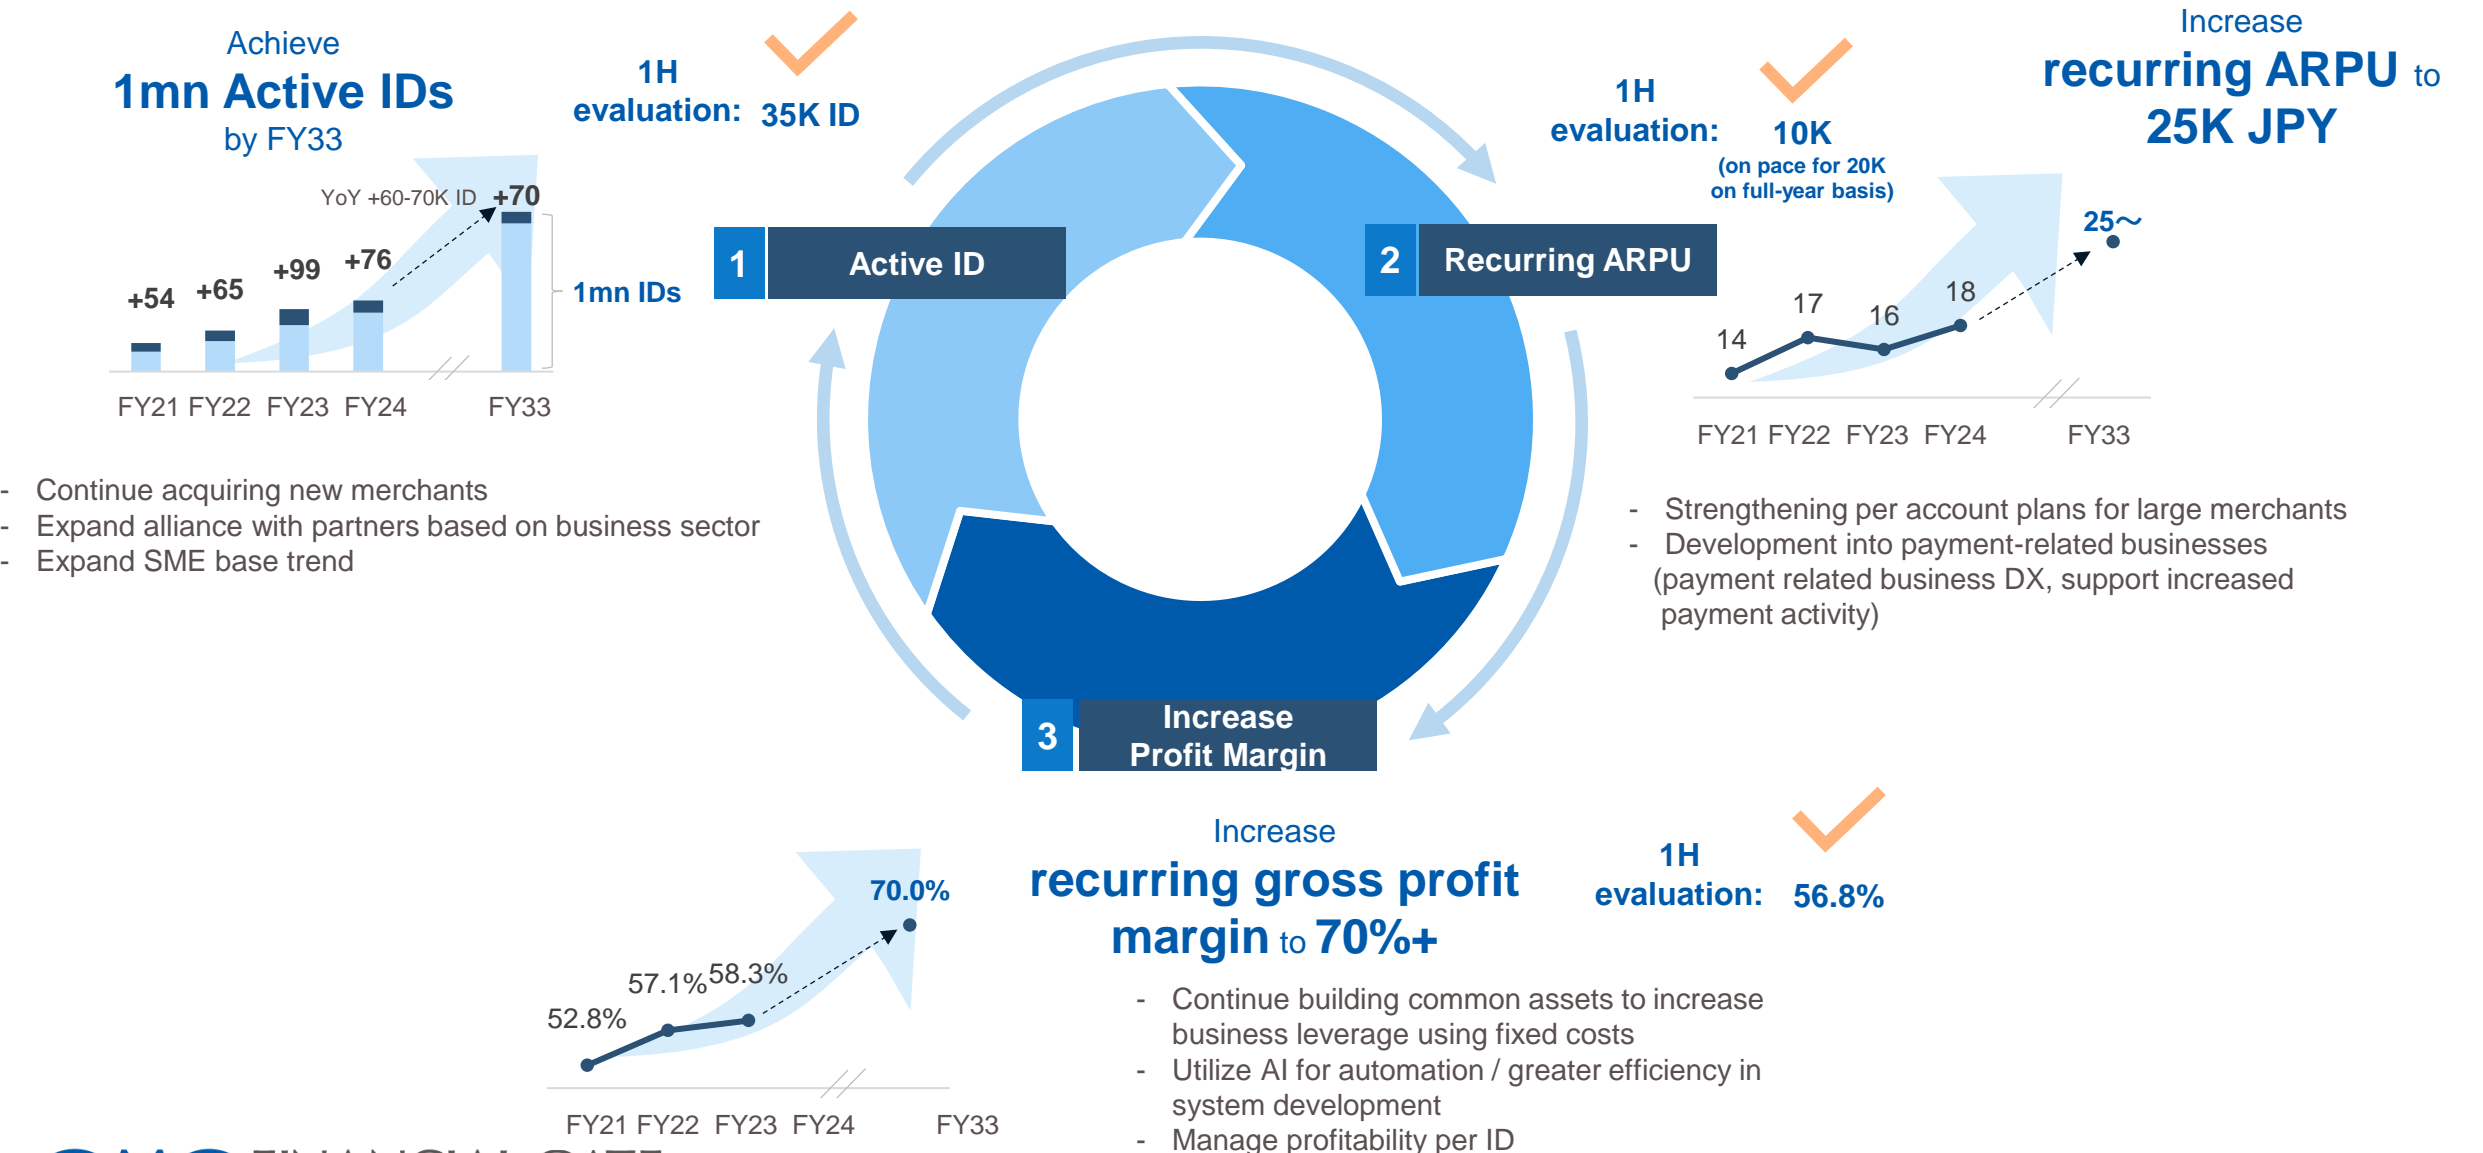 Achieve
1mn Active IDs
by FY33
1H
evaluation: 35K ID
YoY +60-70K ID
+70
+54
+65
+99
+76
1mn IDs
FY21 FY22 FY23 FY24 FY33
- Continue acquiring new merchants
- Expand alliance with partners based on business sector
- Expand SME base trend
1 Active ID
2 Recurring ARPU
3 Increase
Profit Margin
1H
evaluation: 10K
(on pace for 20K
on full-year basis)
Increase
recurring ARPU to
25K JPY
25～
14
17
16
18
FY21 FY22 FY23 FY24 FY33
- Strengthening per account plans for large merchants
- Development into payment-related businesses
(payment related business DX, support increased
payment activity)
70.0%
52.8%
57.1%
58.3%
FY21 FY22 FY23 FY24 FY33
Increase
recurring gross profit
margin to 70%+
1H
evaluation: 56.8%
- Continue building common assets to increase
business leverage using fixed costs
- Utilize AI for automation / greater efficiency in
system development
- Manage profitability per ID